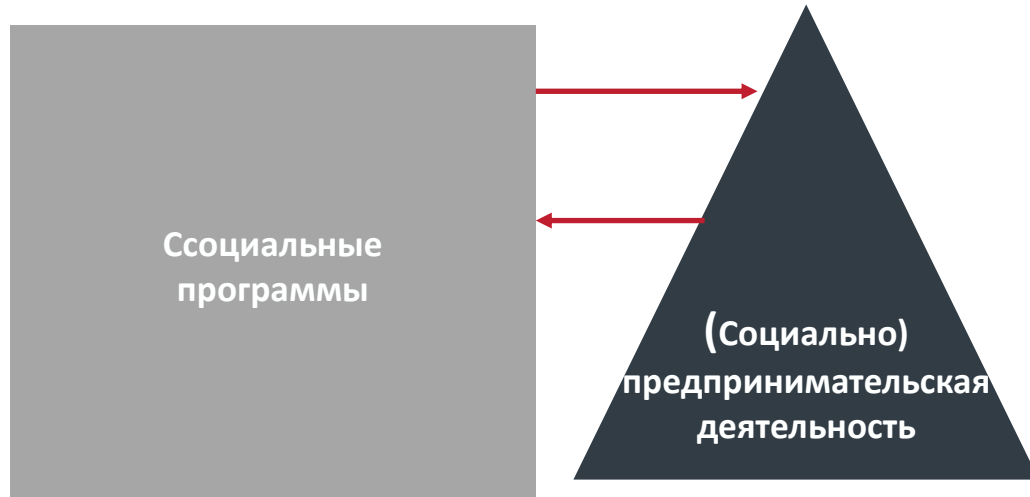 Ссоциальные
программы
(Социально)
предпринимательская
деятельность